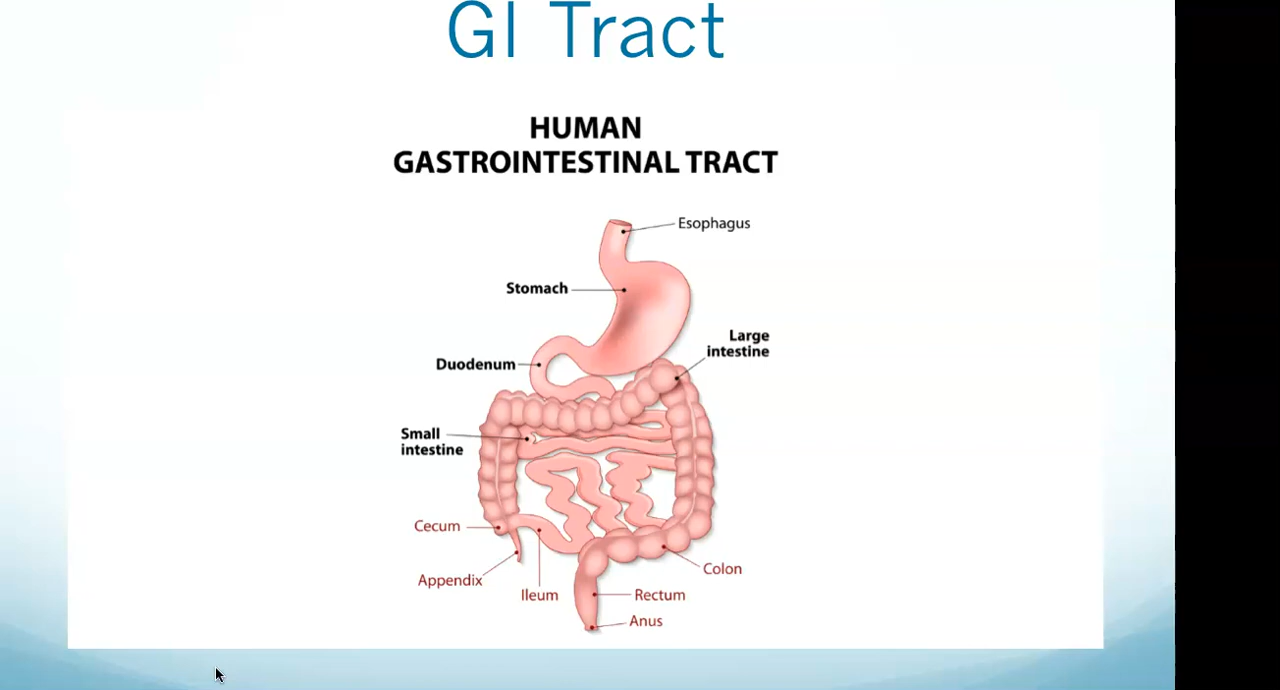 GI Tract
HUMAN
GASTROINTESTINAL TRACT
Esophagus
Stomach
Large
intestine
Duodenum
Small
intestine
Cecum
Appendix
Ileum
Colon
Rectum
Anus